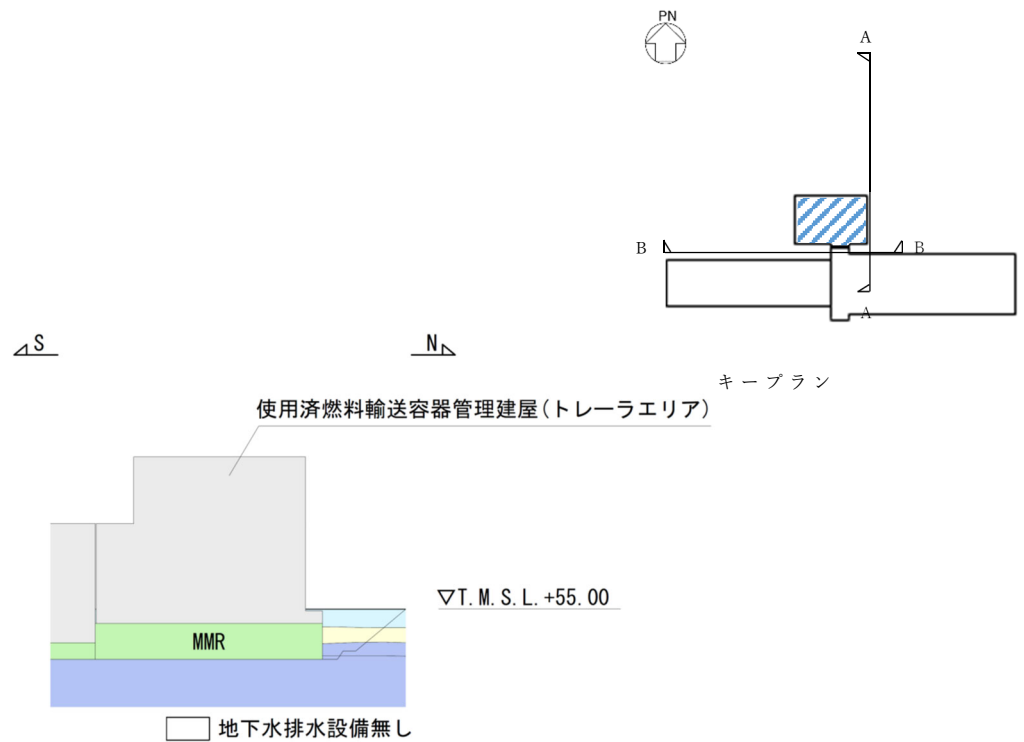 PN
A
B
B
A
キープラン
S
N
使用済燃料輸送容器管理建屋(トレーラエリア)
▽T.M.S.L.+55.00
MMR
地下水排水設備無し